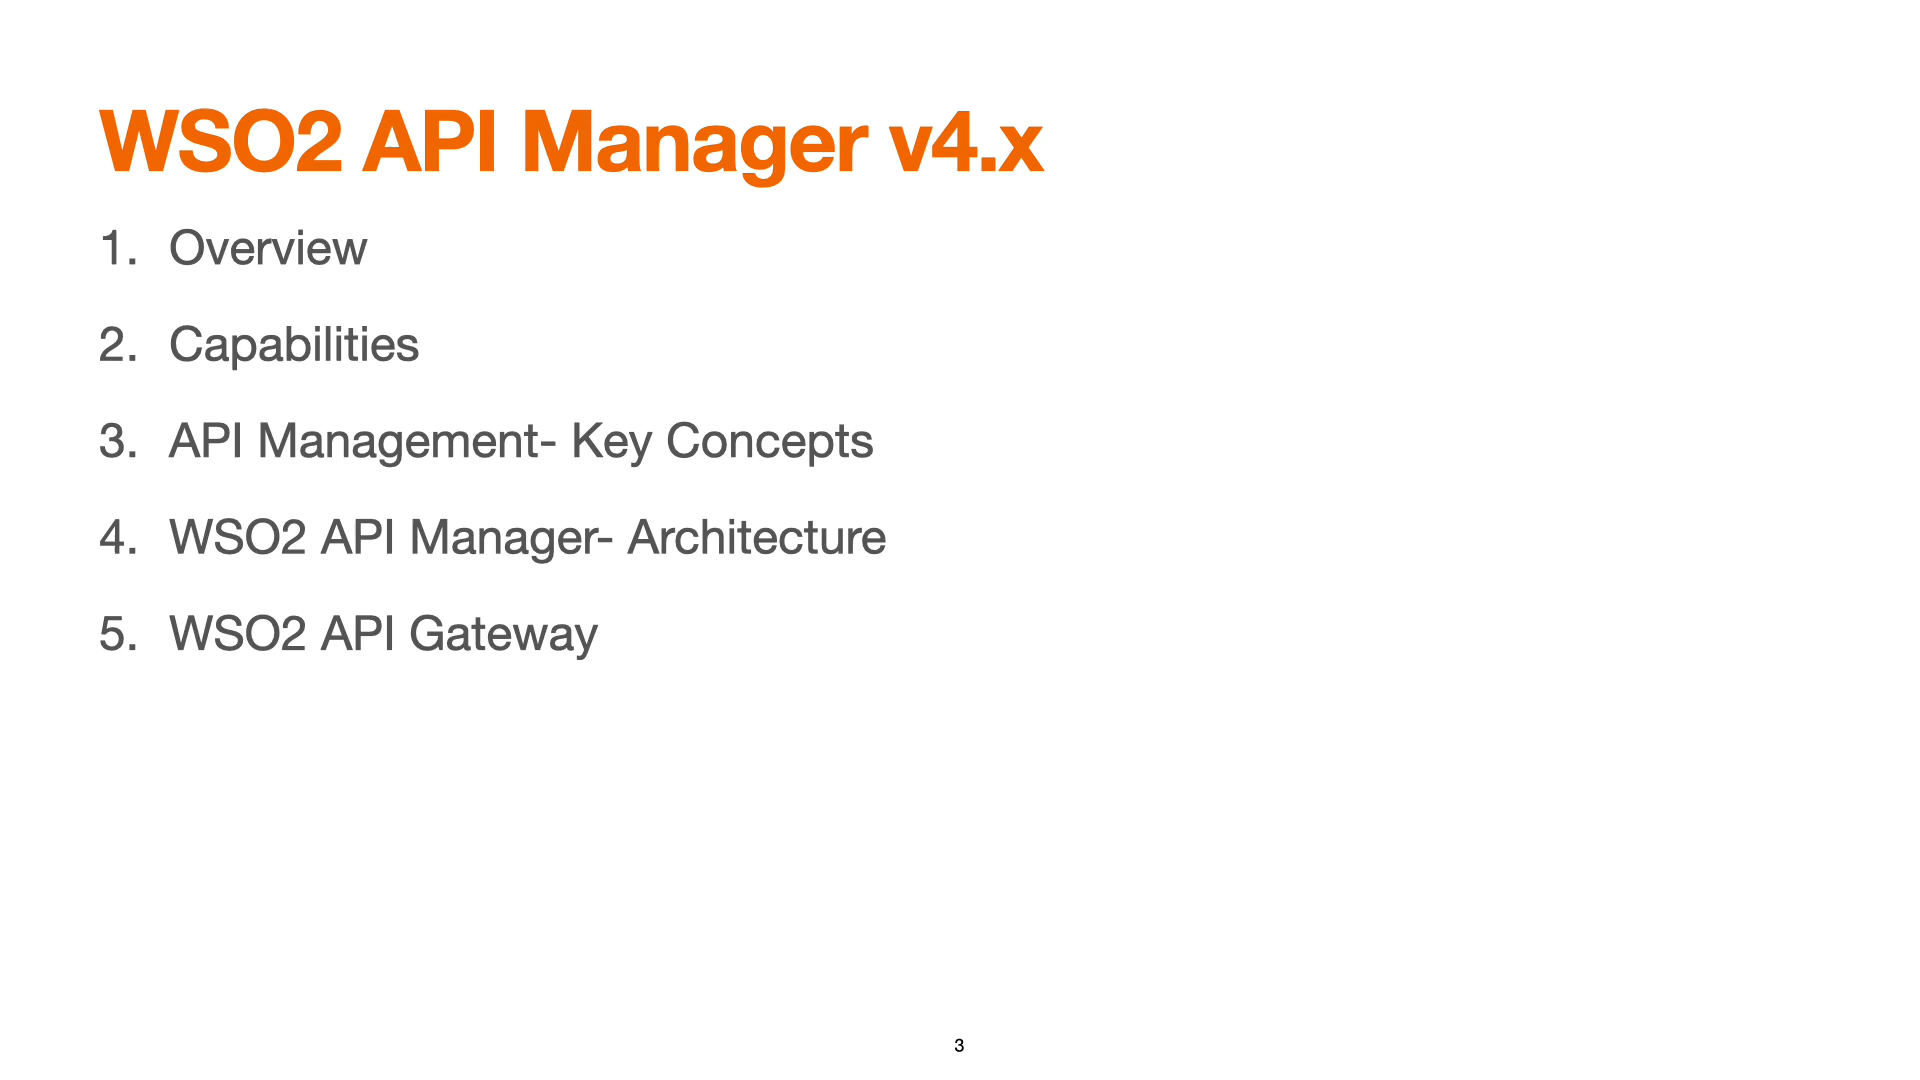 WSO2 API Manager v4.x
1. Overview
2. Capabilities
3. API Management- Key Concepts
4. WSO2 API Manager- Architecture
5. WSO2 API Gateway
3